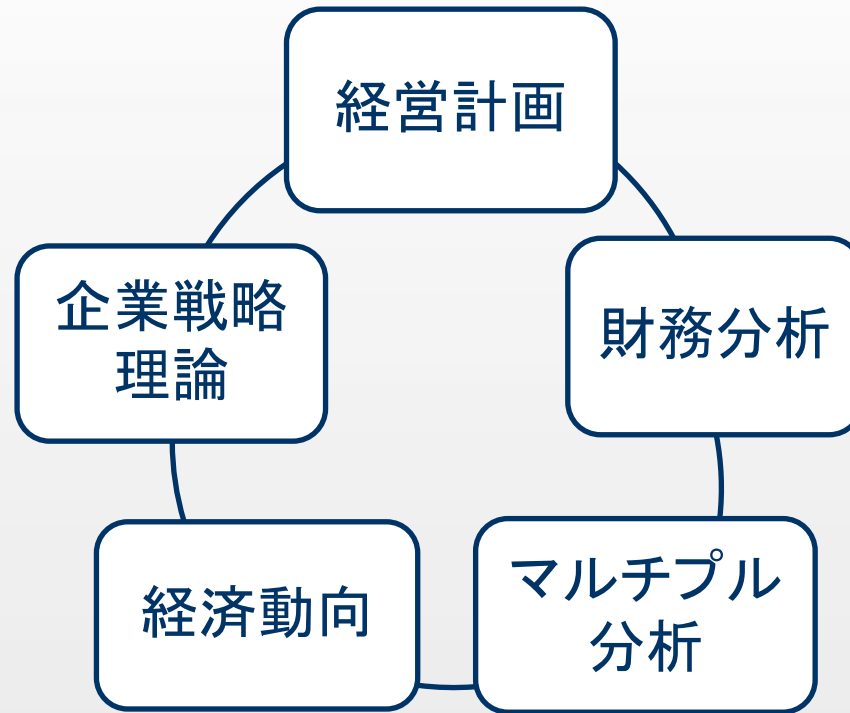 経営計画
企業戦略
理論
財務分析
経済動向
マルチプル
分析